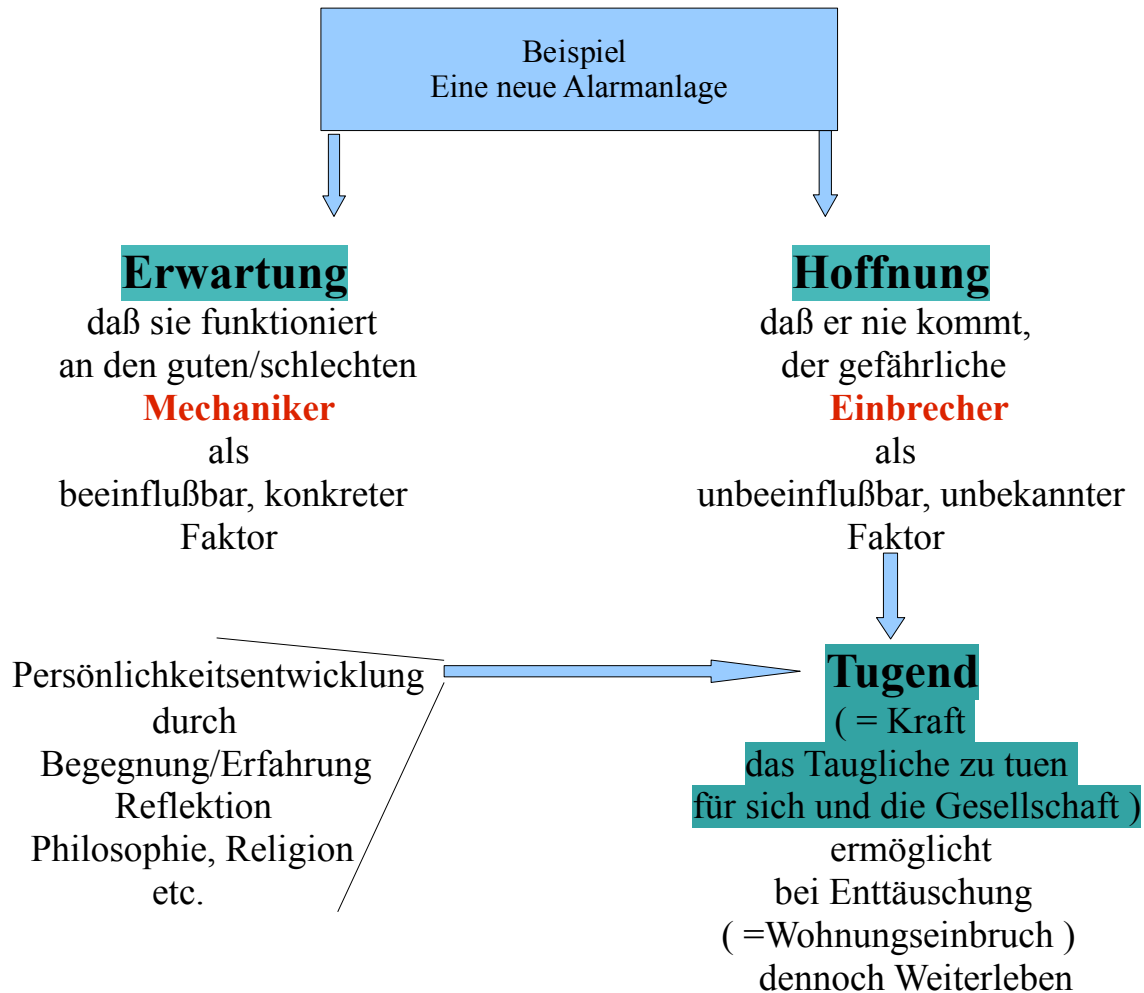 Beispiel
Eine neue Alarmanlage
Erwartung
daß sie funktioniert
an den guten/schlechten
Mechaniker
als
beeinflußbar, konkreter
Faktor
Hoffnung
daß er nie kommt,
der gefährliche
Einbrecher
als
unbeeinflußbar, unbekannter
Faktor
Persönlichkeitsentwicklung
durch
Begegnung/Erfahrung
Reflektion
Philosophie, Religion
etc.
Tugend
( = Kraft
das Taugliche zu tuen
für sich und die Gesellschaft )
ermöglicht
bei Enttäuschung
( =Wohnungseinbruch )
dennoch Weiterleben